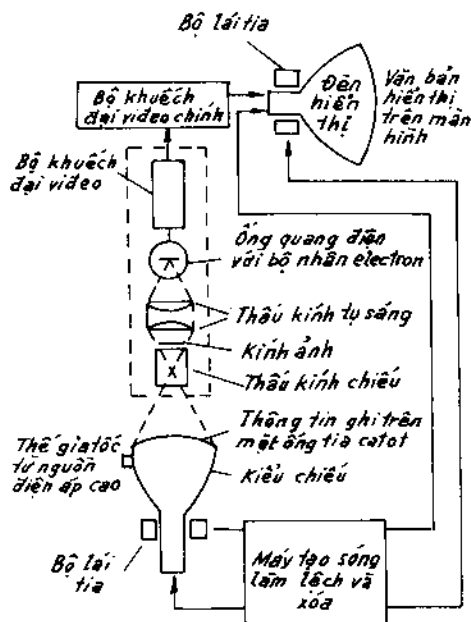 Bộ lái tia
Bộ khuếch
đại video chính
Đèn
hiển
thị
Văn bản
hiển thị
trên màn
hình
Bộ khuếch
đại video
Ống quang điện
với bộ nhân electron
Thấu kính tụ sáng
Kính ảnh
Thấu kính chiếu
Thông tin ghi trên
mặt ống tia catot
Thế gia tốc
từ nguồn
điện áp cao
Kiểu chiếu
Bộ lái
tia
Máy tạo sóng
làm lệch và
xóa